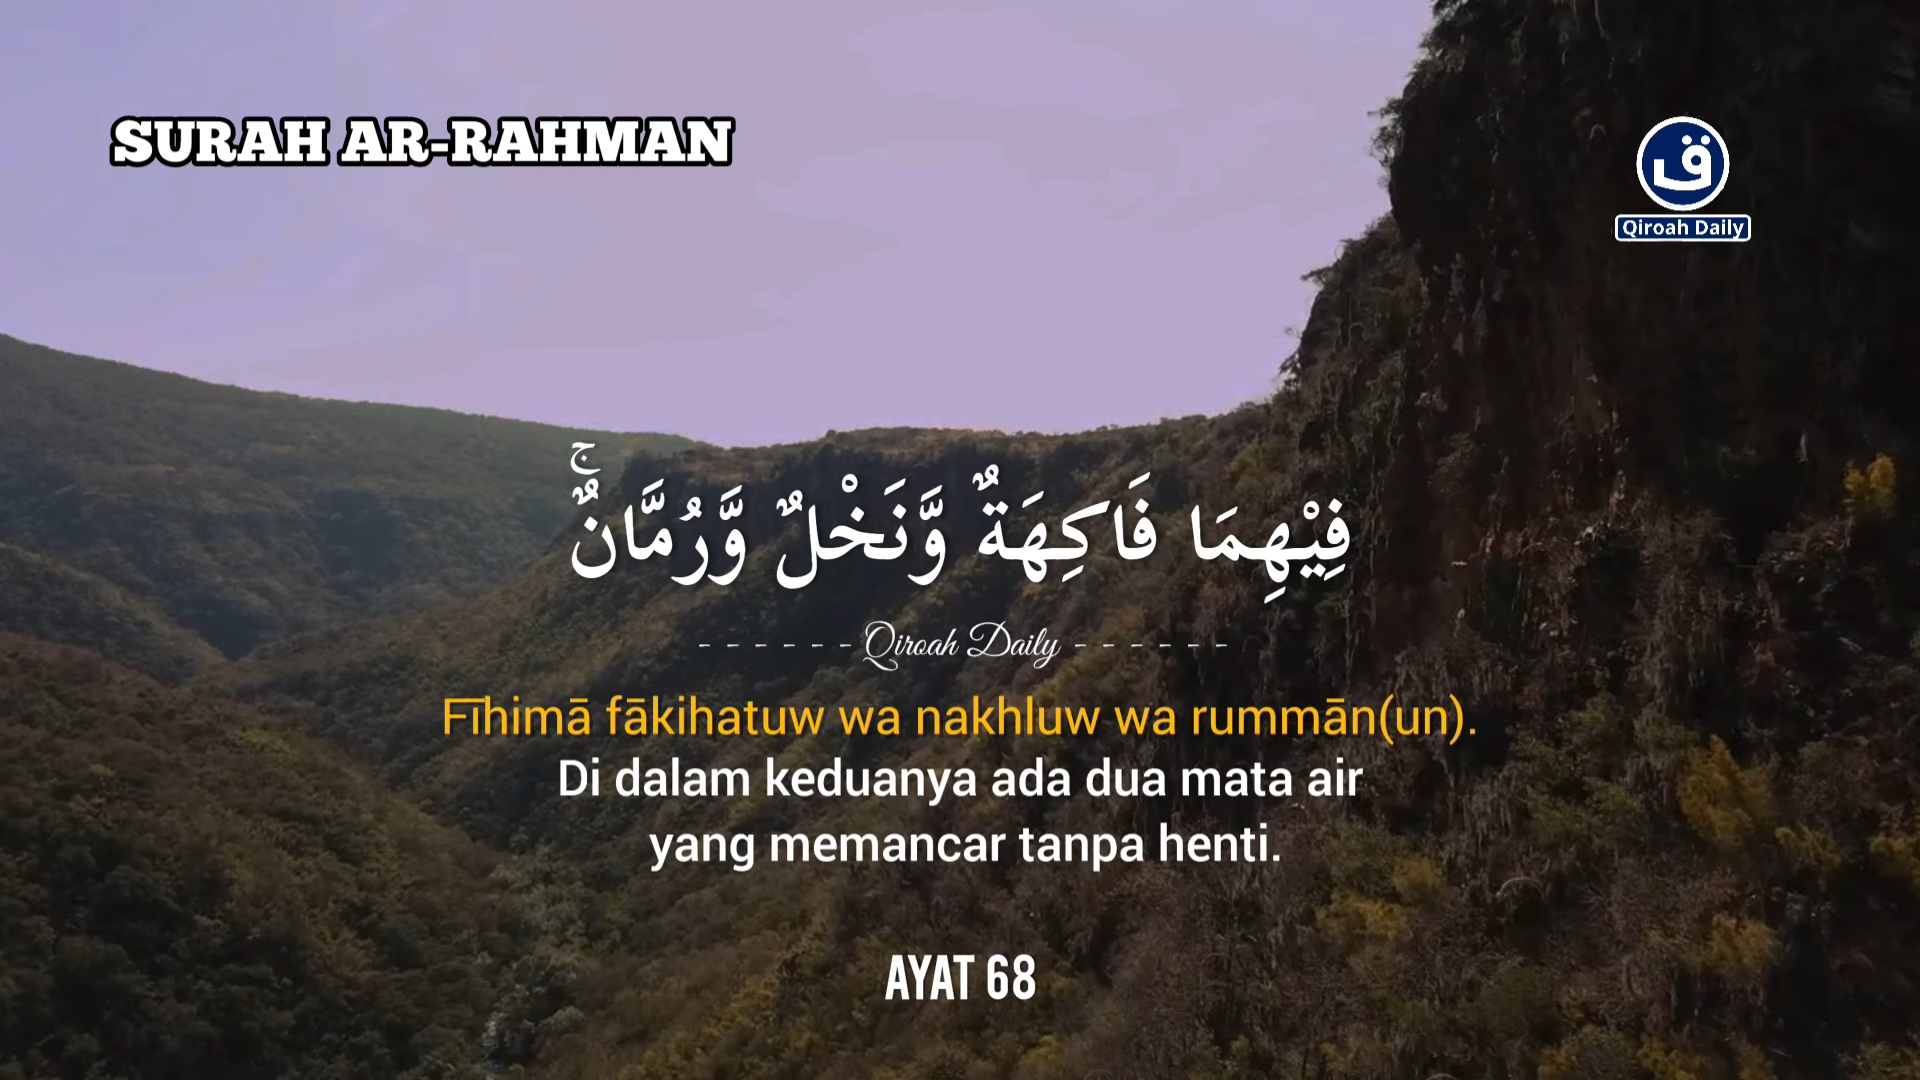 SURAH AR-RAHMAN
ق
Qiroah Daily
فِيْهِمَا فَاكِهَةٌ وَّنَخْلٌ وَّرُمَّانٌۚ
------Qiroah Daily------
Fīhimā fākihatuw wa nakhluw wa rummān(un).
Di dalam keduanya ada dua mata air
yang memancar tanpa henti.
AYAT 68